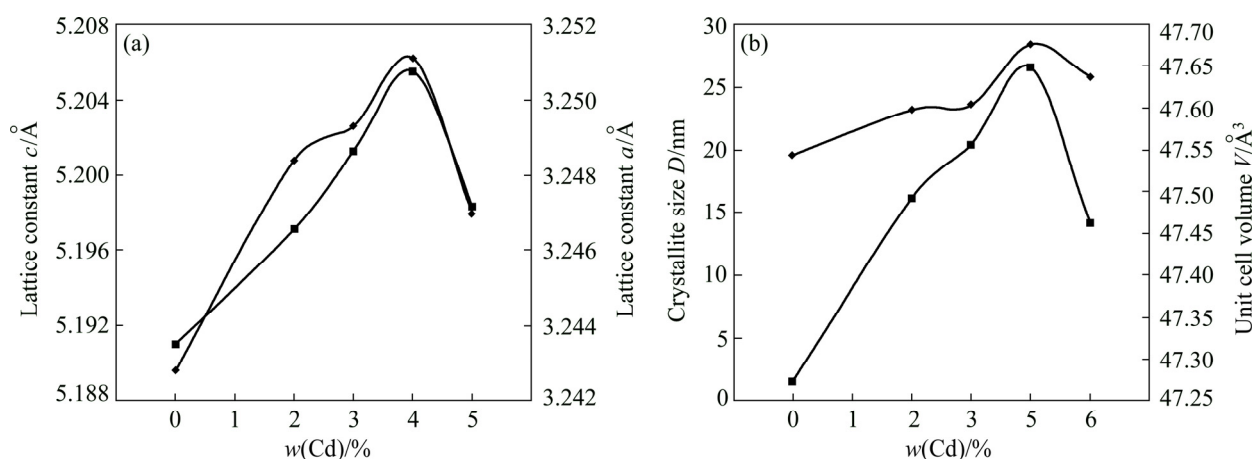 (a)
5.208
5.204
5.200
5.196
5.192
5.188
Lattice constant c/Å
3.252
3.250
3.248
3.246
3.244
3.242
Lattice constant a/Å
0 1 2 3 4 5
w(Cd)/%
(b)
30
25
20
15
10
5
0
Crystallite size D/nm
47.70
47.65
47.60
47.55
47.50
47.45
47.40
47.35
47.30
47.25
Unit cell volume V/Å³
0 1 2 3 5 6
w(Cd)/%